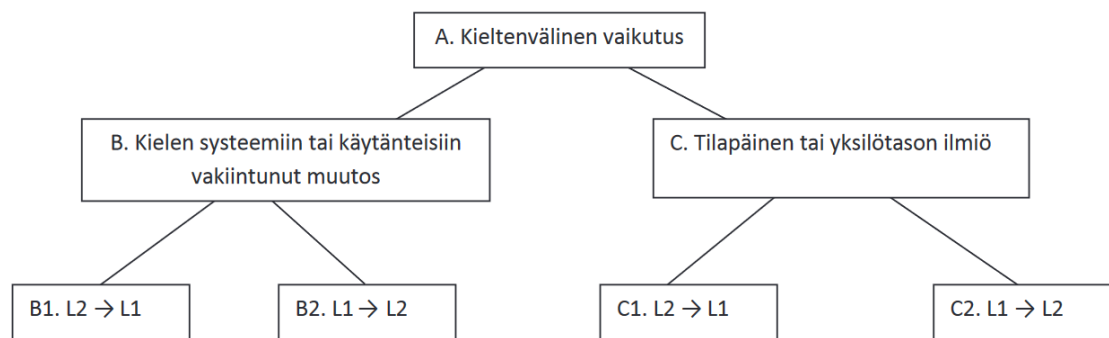 A. Kieltenvälinen vaikutus
B. Kielen systeemiin tai käytänteisiin
vakiintunut muutos
C. Tilapäinen tai yksilötason ilmiö
B1. L2 → L1
B2. L1 → L2
C1. L2 → L1
C2. L1 → L2